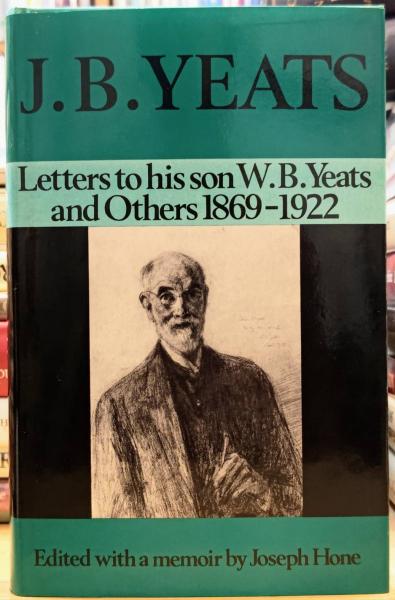 J.B.YEATS
Letters to his son W.B.Yeats
and Others 1869–1922
Edited with a memoir by Joseph Hone